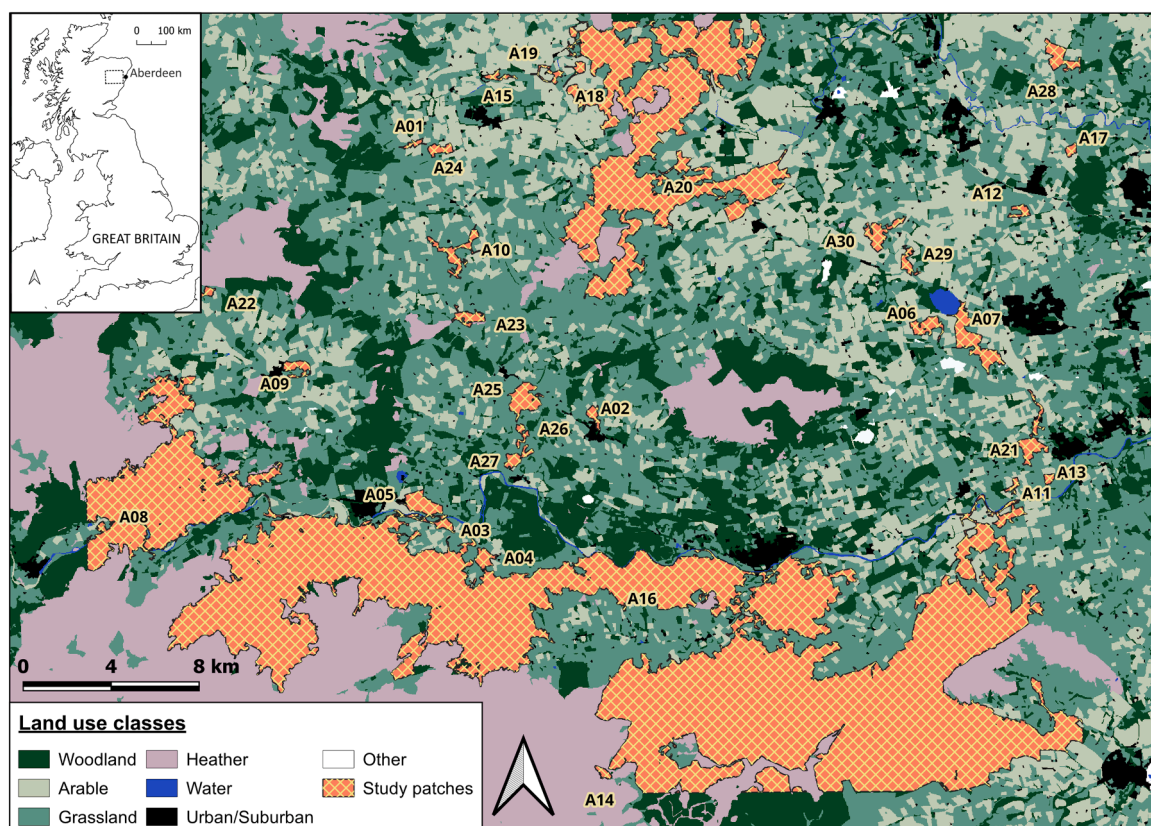 0 100 km
Aberdeen
GREAT BRITAIN
A19
A15
A18
A28
A01
A17
A24
A20
A12
A30
A10
A29
A22
A06
A07
A23
A09
A25
A02
A26
A21
A27
A13
A05
A11
A08
A03
A04
A16
0 4 8 km
Land use classes
Woodland Heather Other
Arable Water Study patches
Grassland Urban/Suburban
A14